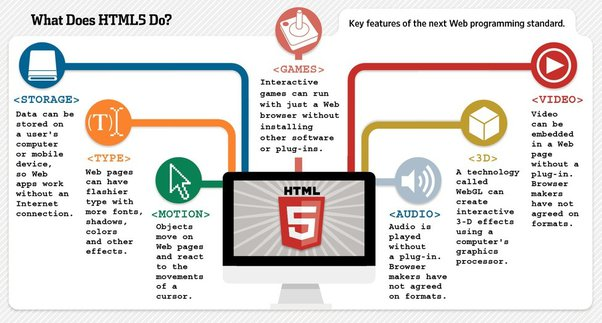 What Does HTML5 Do?
Key features of the next Web programming standard.
<STORAGE>
Data can be
stored on
a user's
computer
or mobile
device,
so Web
apps work
without an
Internet
connection.
(T)
<TYPE>
Web pages
can have
flashier
type with
more fonts,
shadows,
colors
and other
effects.
<MOTION>
Objects
move on
Web pages
and react
to the
movements
of a
cursor.
<GAMES>
Interactive
games can run
with just a Web
browser without
installing
other software
or plug-ins.
HTML
5
<AUDIO>
Audio is
played
without
a plug-in.
Browser
makers have
not agreed
on formats.
<3D>
A technology
called
WebGL can
create
interactive
3-D effects
using a
computer's
graphics
processor.
<VIDEO>
Video
can be
embedded
in a Web
page without
a plug-in.
Browser
makers have
not agreed on
formats.